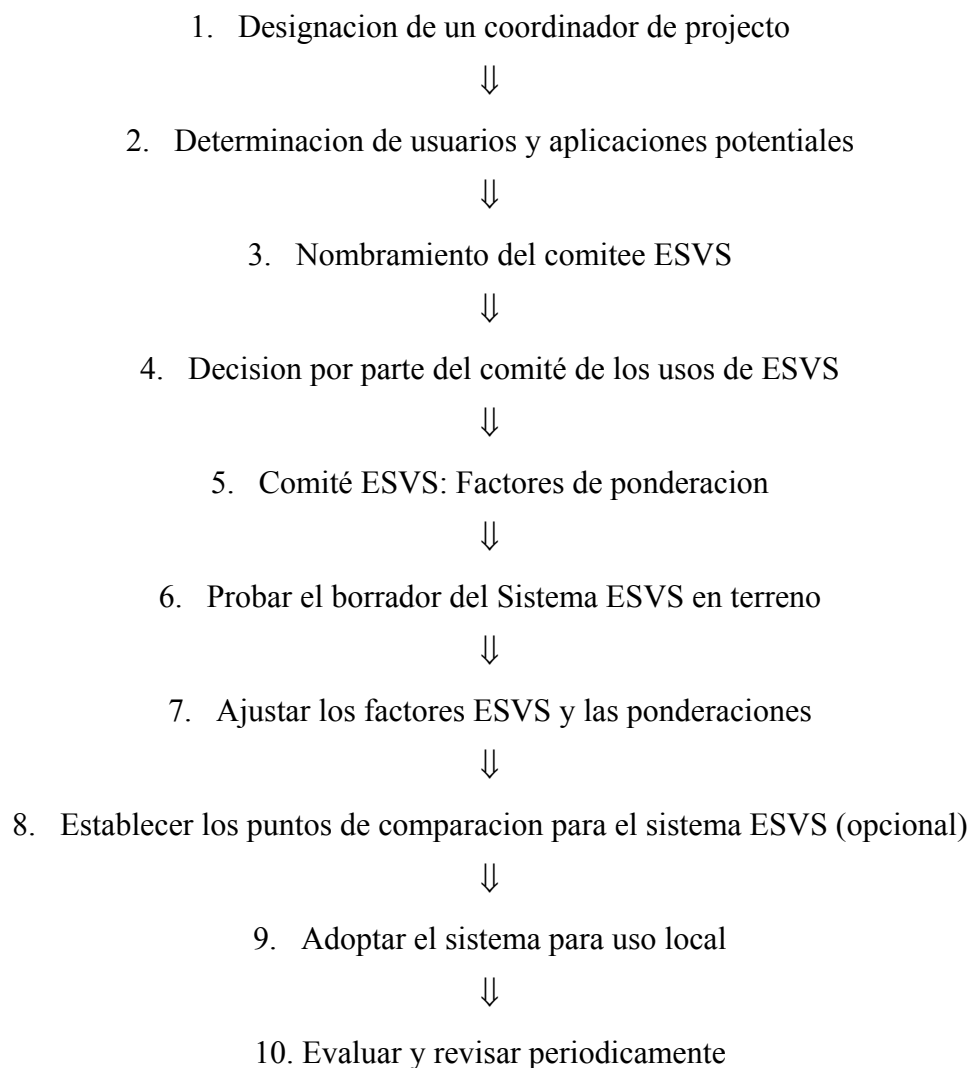 1. Designacion de un coordinador de projecto
⇓
2. Determinacion de usuarios y aplicaciones potentiales
⇓
3. Nombramiento del comitee ESVS
⇓
4. Decision por parte del comité de los usos de ESVS
⇓
5. Comité ESVS: Factores de ponderacion
⇓
6. Probar el borrador del Sistema ESVS en terreno
⇓
7. Ajustar los factores ESVS y las ponderaciones
⇓
8. Establecer los puntos de comparacion para el sistema ESVS (opcional)
⇓
9. Adoptar el sistema para uso local
⇓
10. Evaluar y revisar periodicamente